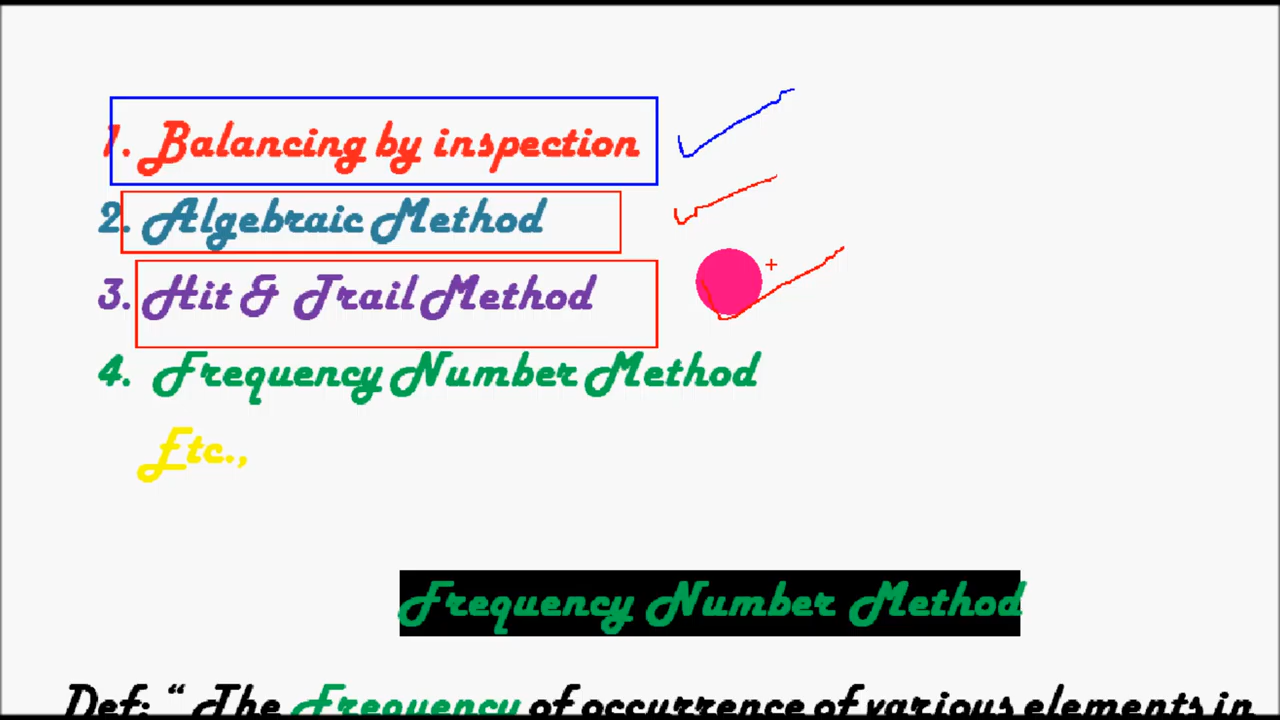 1. Balancing by inspection
2. Algebraic Method
3. Hit & Trail Method
4. Frequency Number Method
Etc.,
Frequency Number Method
Def: “ The Frequency of occurrence of various elements in